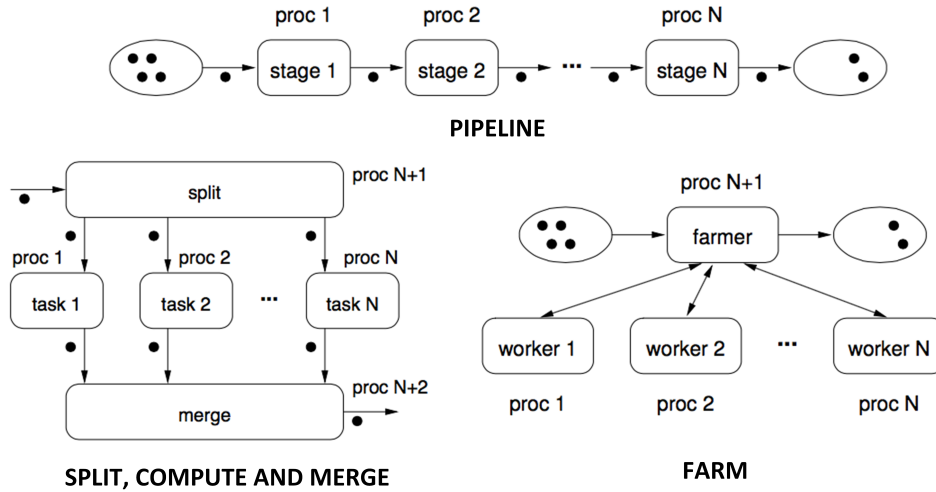 proc 1
proc 2
proc N
stage 1
stage 2
...
stage N
PIPELINE
split
proc N+1
proc 1
proc 2
proc N
task 1
task 2
...
task N
merge
proc N+2
SPLIT, COMPUTE AND MERGE
proc N+1
farmer
worker 1
worker 2
...
worker N
proc 1
proc 2
proc N
FARM